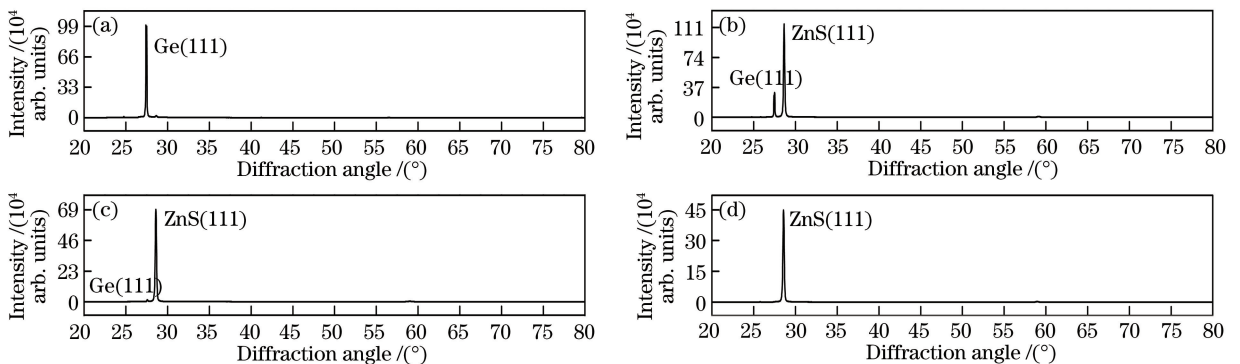 (a)
Ge(111)
99
66
33
0
Intensity /(10⁴
arb. units)
20 25 30 35 40 45 50 55 60 65 70 75 80
Diffraction angle /(°)
(b)
ZnS(111)
Ge(111)
111
74
37
0
Intensity /(10⁴
arb. units)
20 25 30 35 40 45 50 55 60 65 70 75 80
Diffraction angle /(°)
(c)
ZnS(111)
Ge(111)
69
46
23
0
Intensity /(10⁴
arb. units)
20 25 30 35 40 45 50 55 60 65 70 75 80
Diffraction angle /(°)
(d)
ZnS(111)
45
30
15
0
Intensity /(10⁴
arb. units)
20 25 30 35 40 45 50 55 60 65 70 75 80
Diffraction angle /(°)